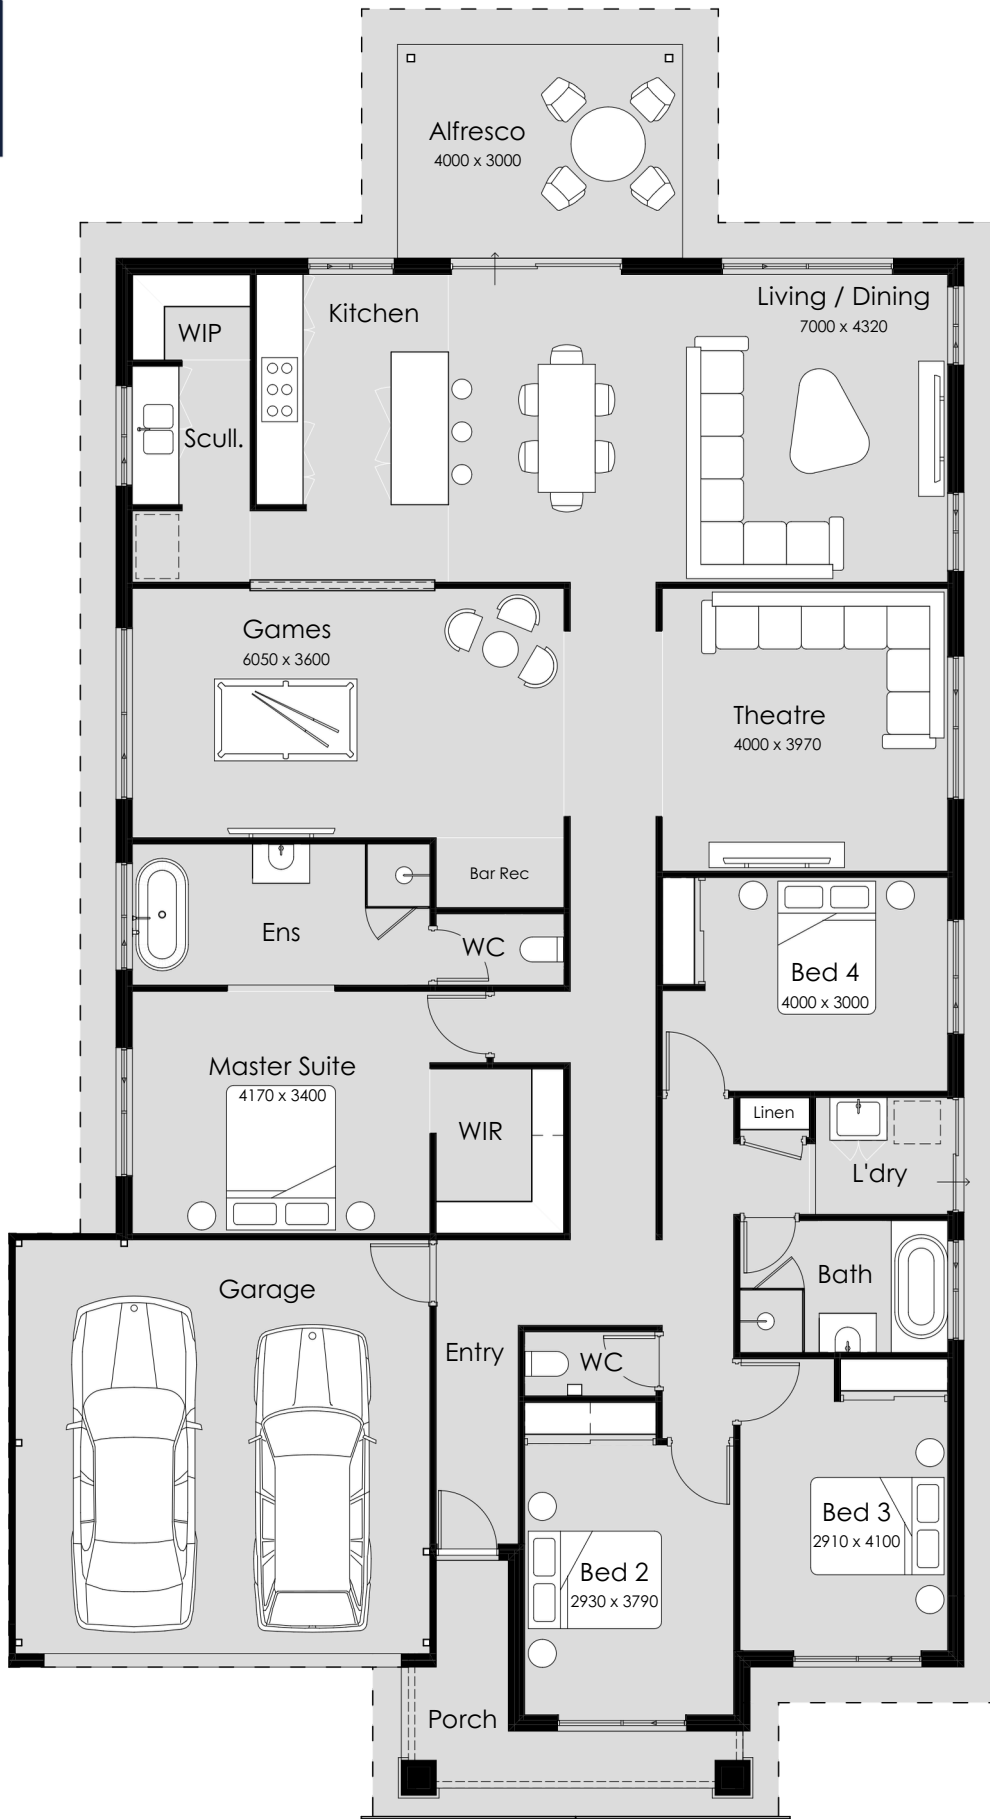 Alfresco
4000 x 3000
Kitchen
Living / Dining
7000 x 4320
WIP
Scull.
Games
6050 x 3600
Theatre
4000 x 3970
Bar Rec
Ens
WC
Bed 4
4000 x 3000
Master Suite
4170 x 3400
WIR
Linen
L'dry
Bath
Garage
Entry
WC
Bed 3
2910 x 4100
Bed 2
2930 x 3790
Porch